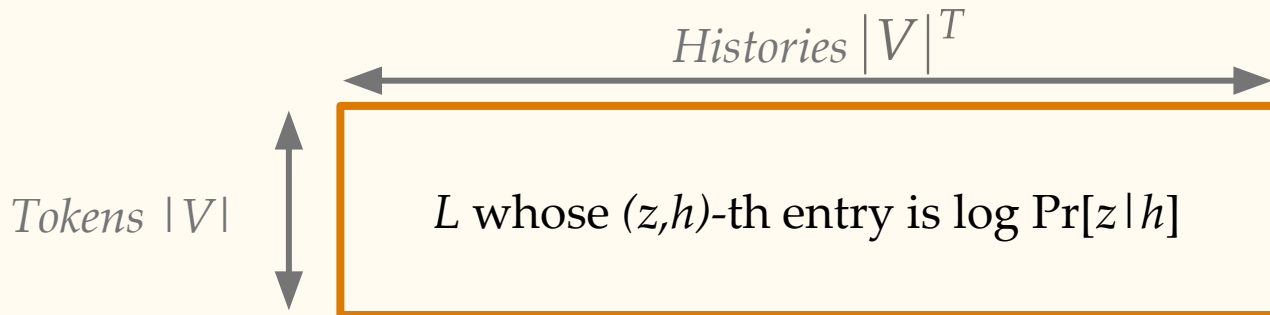 Histories |V|^T
Tokens |V|
L whose (z,h)-th entry is log Pr[z|h]